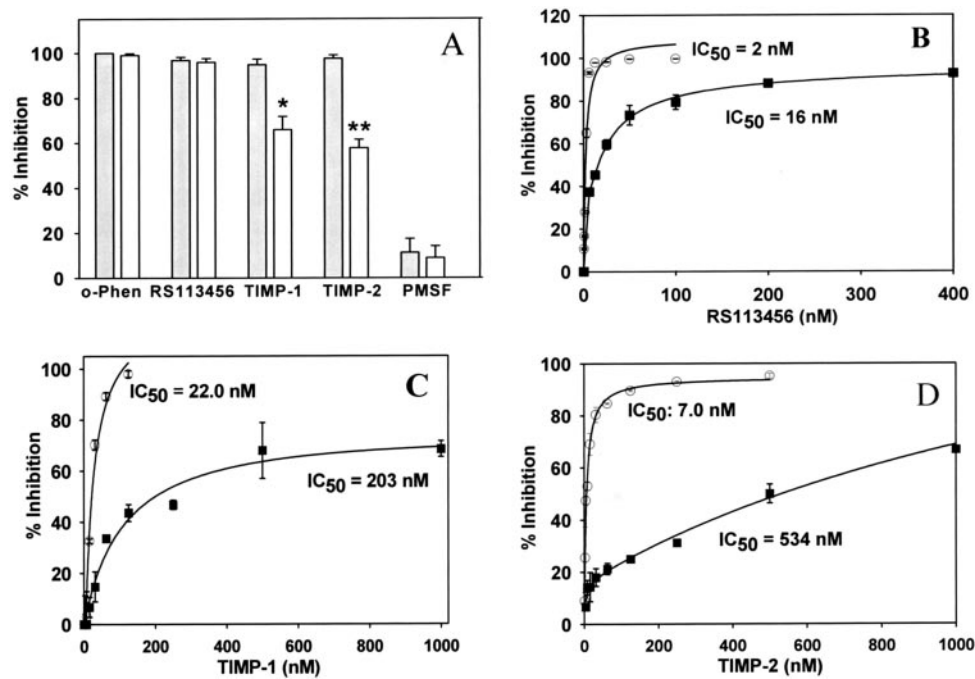 A
% Inhibition
100
80
60
40
20
0
*
**
o-Phen RS113456 TIMP-1 TIMP-2 PMSF
B
% Inhibition
120
100
80
60
40
20
0
IC50 = 2 nM
IC50 = 16 nM
0 100 200 300 400
RS113456 (nM)
C
% Inhibition
100
80
60
40
20
0
IC50 = 22.0 nM
IC50 = 203 nM
0 200 400 600 800 1000
TIMP-1 (nM)
D
% Inhibition
100
80
60
40
20
0
IC50: 7.0 nM
IC50 = 534 nM
0 200 400 600 800 1000
TIMP-2 (nM)